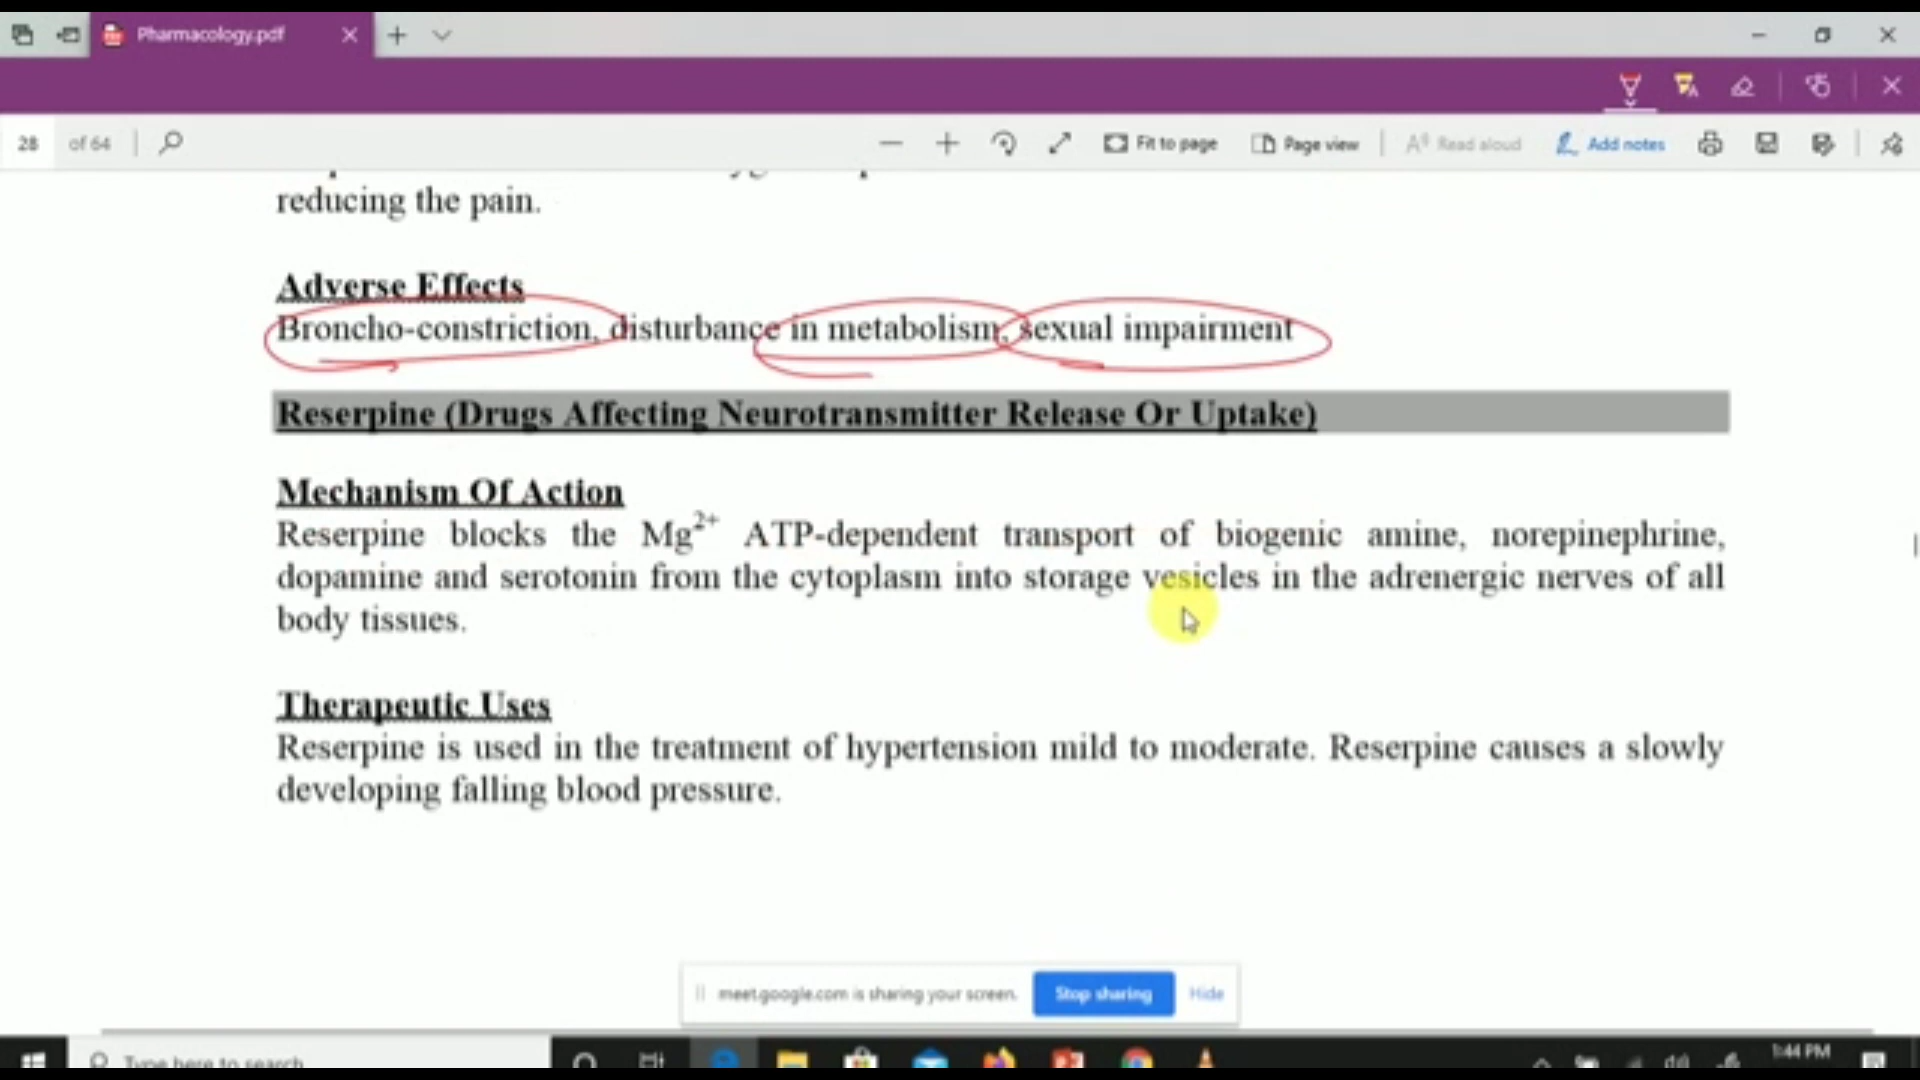 Pharmacology.pdf
28 of 64
Fit to page
Page view
Read aloud
Add notes
reducing the pain.
Adverse Effects
Broncho-constriction, disturbance in metabolism, sexual impairment
Reserpine (Drugs Affecting Neurotransmitter Release Or Uptake)
Mechanism Of Action
Reserpine blocks the Mg2+ ATP-dependent transport of biogenic amine, norepinephrine,
dopamine and serotonin from the cytoplasm into storage vesicles in the adrenergic nerves of all
body tissues.
Therapeutic Uses
Reserpine is used in the treatment of hypertension mild to moderate. Reserpine causes a slowly
developing falling blood pressure.
meet.google.com is sharing your screen.
Stop sharing
Hide
Type here to search
1:44 PM